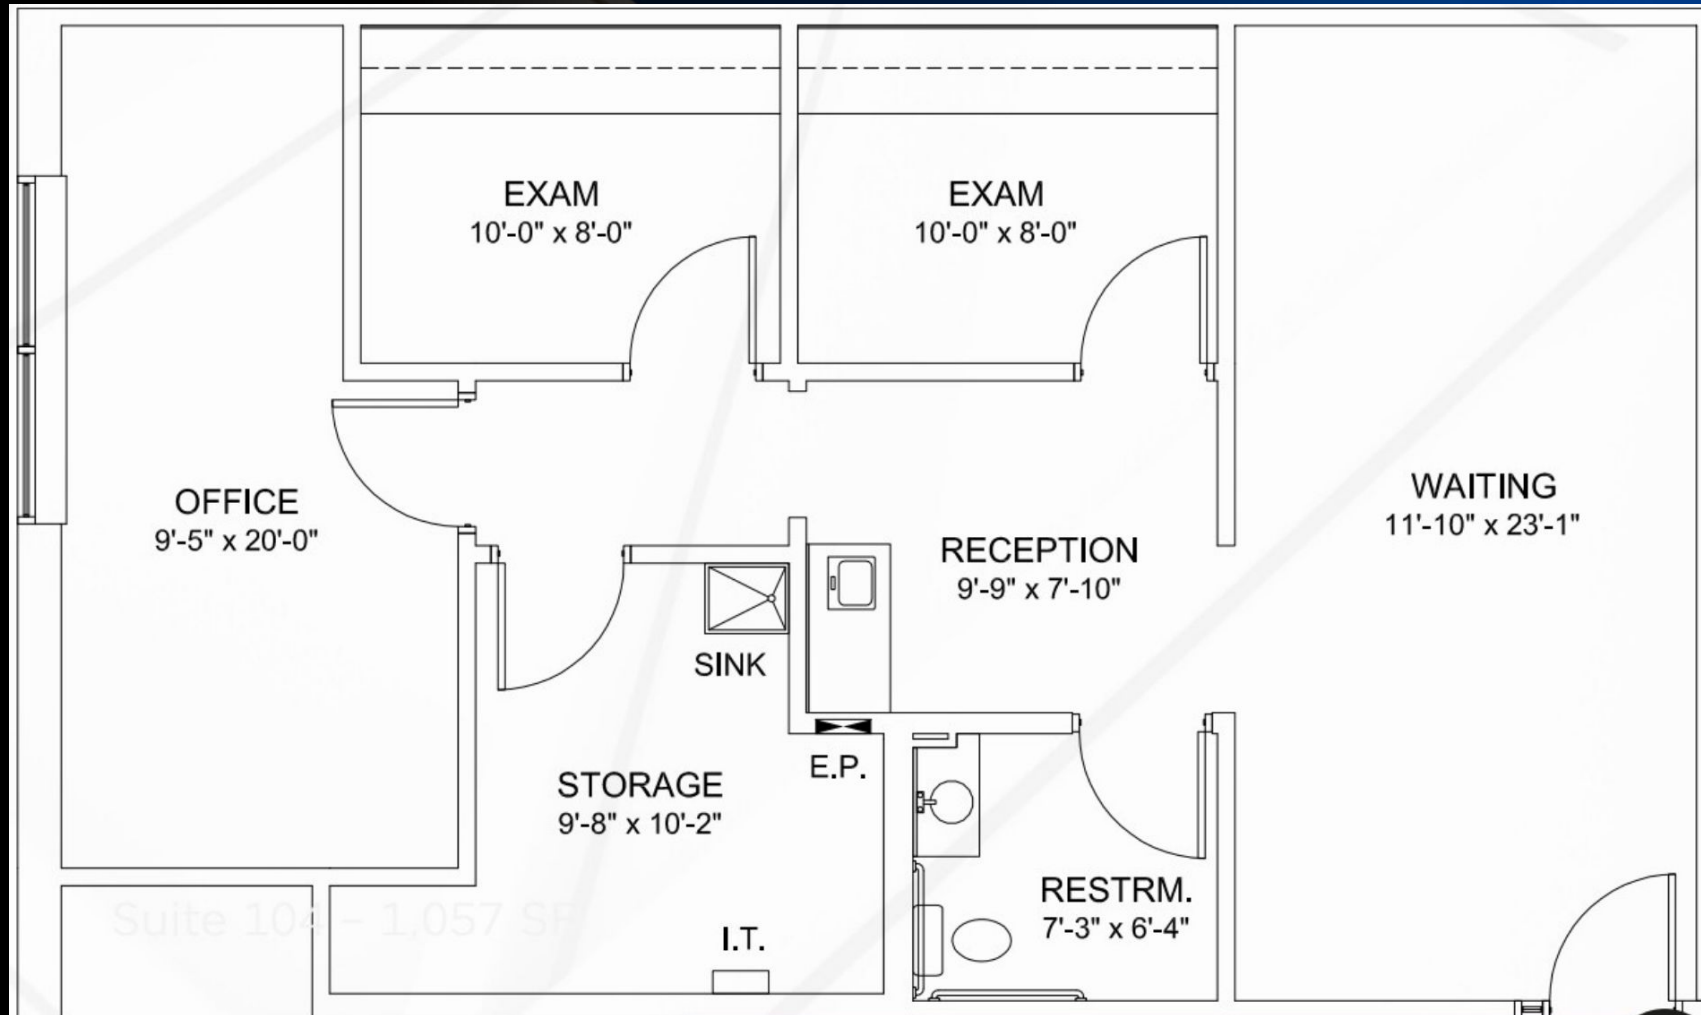 EXAM
10'-0" x 8'-0"
EXAM
10'-0" x 8'-0"
OFFICE
9'-5" x 20'-0"
WAITING
11'-10" x 23'-1"
RECEPTION
9'-9" x 7'-10"
SINK
STORAGE
9'-8" x 10'-2"
E.P.
RESTRM.
7'-3" x 6'-4"
I.T.
Suite 104 – 1,057 SF